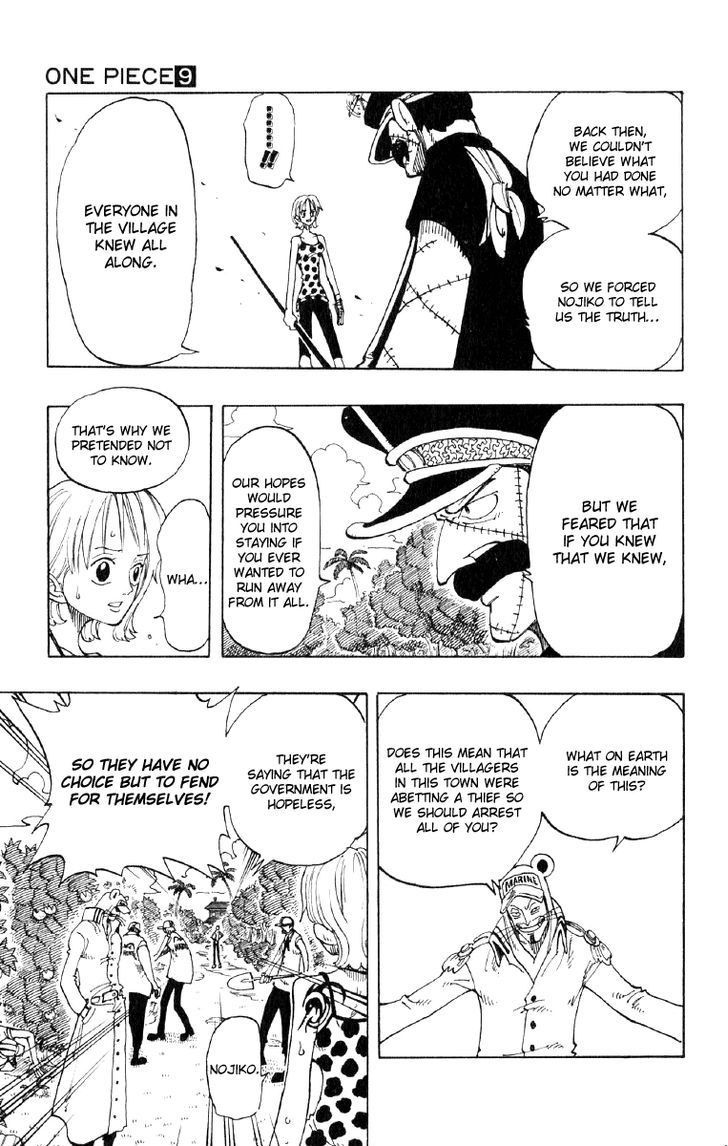 ONE PIECE 9
BACK THEN,
WE COULDN'T
BELIEVE WHAT
YOU HAD DONE
NO MATTER WHAT,
SO WE FORCED
NOJIKO TO TELL
US THE TRUTH...
......!!
EVERYONE IN
THE VILLAGE
KNEW ALL
ALONG.
BUT WE
FEARED THAT
IF YOU KNEW
THAT WE KNEW,
OUR HOPES
WOULD
PRESSURE
YOU INTO
STAYING IF
YOU EVER
WANTED TO
RUN AWAY
FROM IT ALL.
THAT'S WHY WE
PRETENDED NOT
TO KNOW.
WHA...
WHAT ON EARTH
IS THE MEANING
OF THIS?
DOES THIS MEAN THAT
ALL THE VILLAGERS
IN THIS TOWN WERE
ABETTING A THIEF SO
WE SHOULD ARREST
ALL OF YOU?
MARINE
THEY'RE
SAYING THAT THE
GOVERNMENT IS
HOPELESS,
SO THEY HAVE NO
CHOICE BUT TO FEND
FOR THEMSELVES!
NOJIKO.